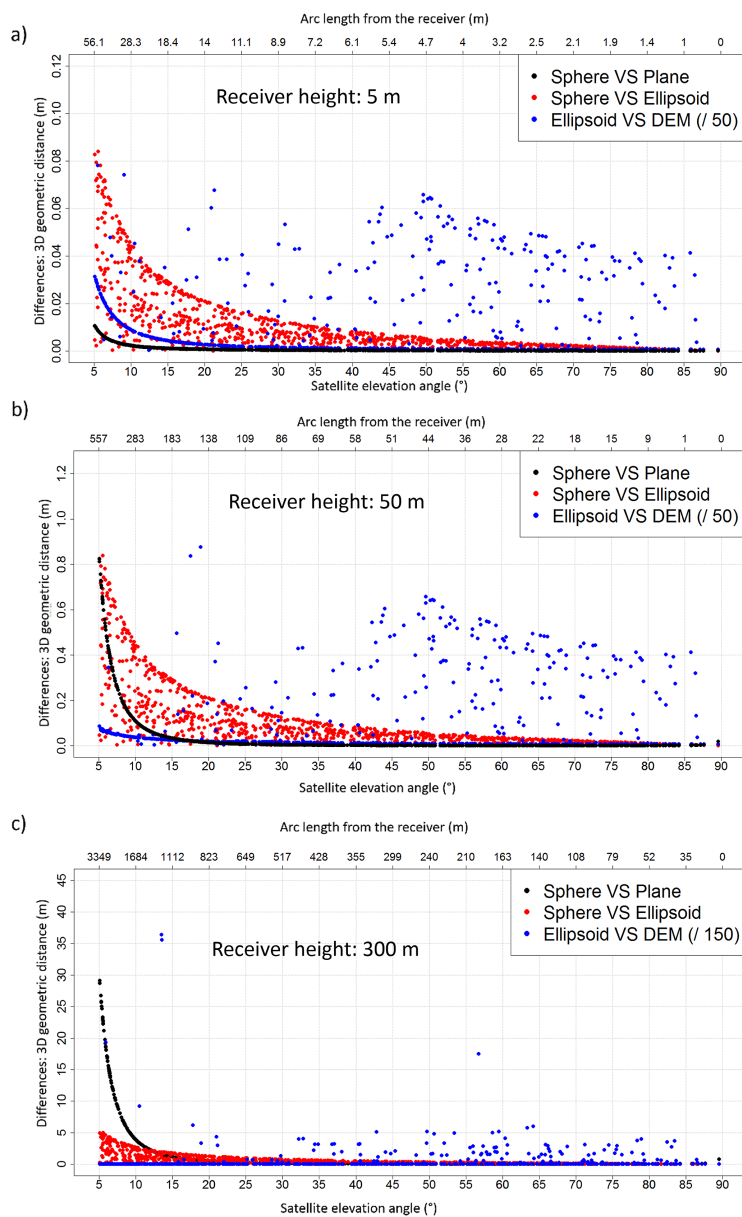 Arc length from the receiver (m)
a)
56.1 28.3 18.4 14 11.1 8.9 7.2 6.1 5.4 4.7 4 3.2 2.5 2.1 1.9 1.4 1 0
Receiver height: 5 m
Sphere VS Plane
Sphere VS Ellipsoid
Ellipsoid VS DEM (/ 50)
Differences: 3D geometric distance (m)
0.12
0.10
0.08
0.06
0.04
0.02
0.00
5 10 15 20 25 30 35 40 45 50 55 60 65 70 75 80 85 90
Satellite elevation angle (°)
b)
Arc length from the receiver (m)
557 283 183 138 109 86 69 58 51 44 36 28 22 18 15 9 1 0
Receiver height: 50 m
Sphere VS Plane
Sphere VS Ellipsoid
Ellipsoid VS DEM (/ 50)
Differences: 3D geometric distance (m)
1.2
1.0
0.8
0.6
0.4
0.2
0.0
5 10 15 20 25 30 35 40 45 50 55 60 65 70 75 80 85 90
Satellite elevation angle (°)
c)
Arc length from the receiver (m)
3349 1684 1112 823 649 517 428 355 299 240 210 163 140 108 79 52 35 0
Receiver height: 300 m
Sphere VS Plane
Sphere VS Ellipsoid
Ellipsoid VS DEM (/ 150)
Differences: 3D geometric distance (m)
45
40
35
30
25
20
15
10
5
0
5 10 15 20 25 30 35 40 45 50 55 60 65 70 75 80 85 90
Satellite elevation angle (°)